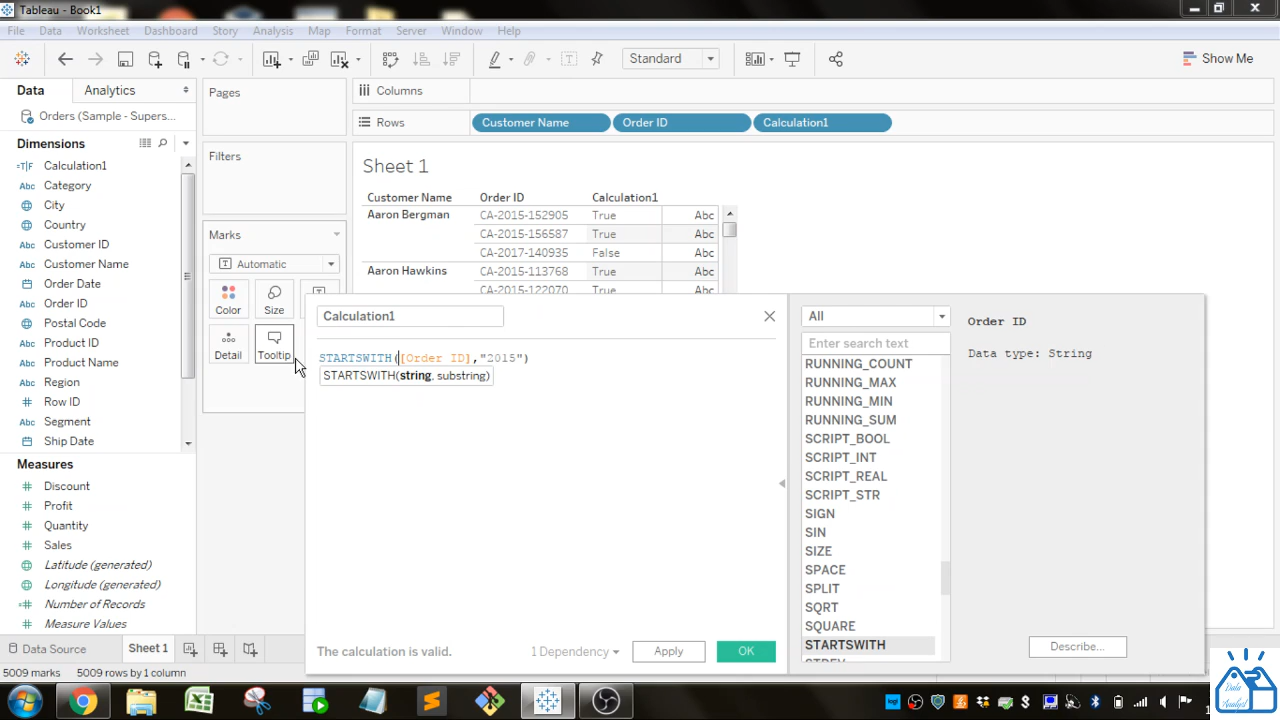 Tableau - Book1
File Data Worksheet Dashboard Story Analysis Map Format Server Window Help
Standard
Show Me
Data Analytics
Orders (Sample - Supers...
Dimensions
Calculation1
Category
City
Country
Customer ID
Customer Name
Order Date
Order ID
Postal Code
Product ID
Product Name
Region
Row ID
Segment
Ship Date
Measures
Discount
Profit
Quantity
Sales
Latitude (generated)
Longitude (generated)
Number of Records
Measure Values
Pages
Filters
Marks
Automatic
Color Size
Detail Tooltip
Columns
Rows Customer Name Order ID Calculation1
Sheet 1
Customer Name Order ID Calculation1
Aaron Bergman CA-2015-152905 True Abc
CA-2015-156587 True Abc
CA-2017-140935 False Abc
Aaron Hawkins CA-2015-113768 True Abc
CA-2015-122070 True Abc
Calculation1
STARTSWITH([Order ID],"2015")
STARTSWITH(string, substring)
The calculation is valid.
1 Dependency
Apply
OK
All
Enter search text
RUNNING_COUNT
RUNNING_MAX
RUNNING_MIN
RUNNING_SUM
SCRIPT_BOOL
SCRIPT_INT
SCRIPT_REAL
SCRIPT_STR
SIGN
SIN
SIZE
SPACE
SPLIT
SQRT
SQUARE
STARTSWITH
STDEV
Order ID
Data type: String
Describe...
Data Source Sheet 1
5009 marks 5009 rows by 1 column
Data
Analyst